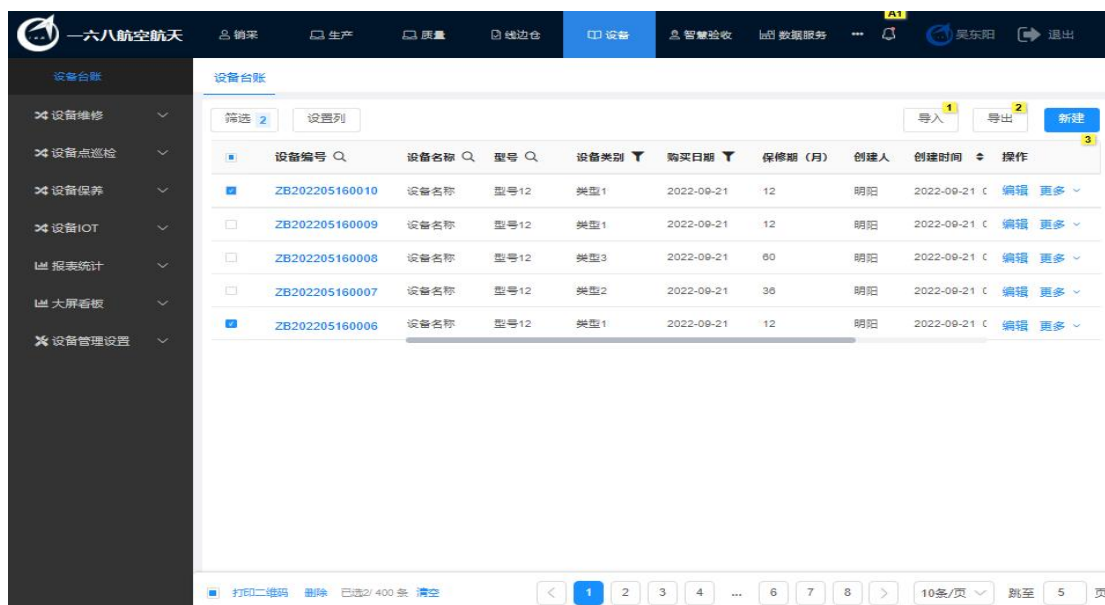 A1
一六八航空航天 销采 生产 质量 线边仓 设备 智慧验收 数据服务 ... 吴东阳 退出
设备台账
设备台账
设备维修
设备点巡检
设备保养
设备IOT
报表统计
大屏看板
设备管理设置
筛选 2 设置列 导入 1 导出 2 新建 3
设备编号 设备名称 型号 设备类别 购买日期 保修期（月） 创建人 创建时间 操作
ZB202205160010 设备名称 型号12 类型1 2022-09-21 12 明阳 2022-09-21 编辑 更多
ZB202205160009 设备名称 型号12 类型1 2022-09-21 12 明阳 2022-09-21 编辑 更多
ZB202205160008 设备名称 型号12 类型3 2022-09-21 60 明阳 2022-09-21 编辑 更多
ZB202205160007 设备名称 型号12 类型2 2022-09-21 36 明阳 2022-09-21 编辑 更多
ZB202205160006 设备名称 型号12 类型1 2022-09-21 12 明阳 2022-09-21 编辑 更多
打印二维码 删除 已选2/400 条 清空 < 1 2 3 4 ... 6 7 8 > 10条/页 跳至 5 页